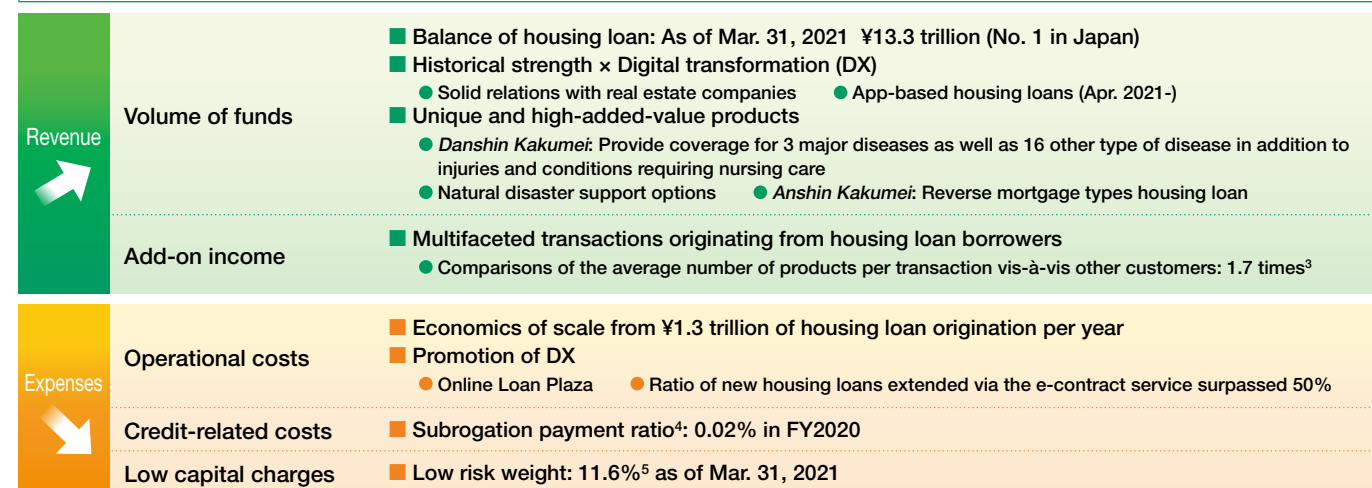 Revenue
Volume of funds
■ Balance of housing loan: As of Mar. 31, 2021 ¥13.3 trillion (No. 1 in Japan)
■ Historical strength × Digital transformation (DX)
● Solid relations with real estate companies ● App-based housing loans (Apr. 2021-)
■ Unique and high-added-value products
● Danshin Kakumei: Provide coverage for 3 major diseases as well as 16 other type of disease in addition to
injuries and conditions requiring nursing care
● Natural disaster support options ● Anshin Kakumei: Reverse mortgage types housing loan
Add-on income
■ Multifaceted transactions originating from housing loan borrowers
● Comparisons of the average number of products per transaction vis-à-vis other customers: 1.7 times³
Expenses
Operational costs
■ Economics of scale from ¥1.3 trillion of housing loan origination per year
■ Promotion of DX
● Online Loan Plaza ● Ratio of new housing loans extended via the e-contract service surpassed 50%
Credit-related costs
■ Subrogation payment ratio⁴: 0.02% in FY2020
Low capital charges
■ Low risk weight: 11.6%⁵ as of Mar. 31, 2021